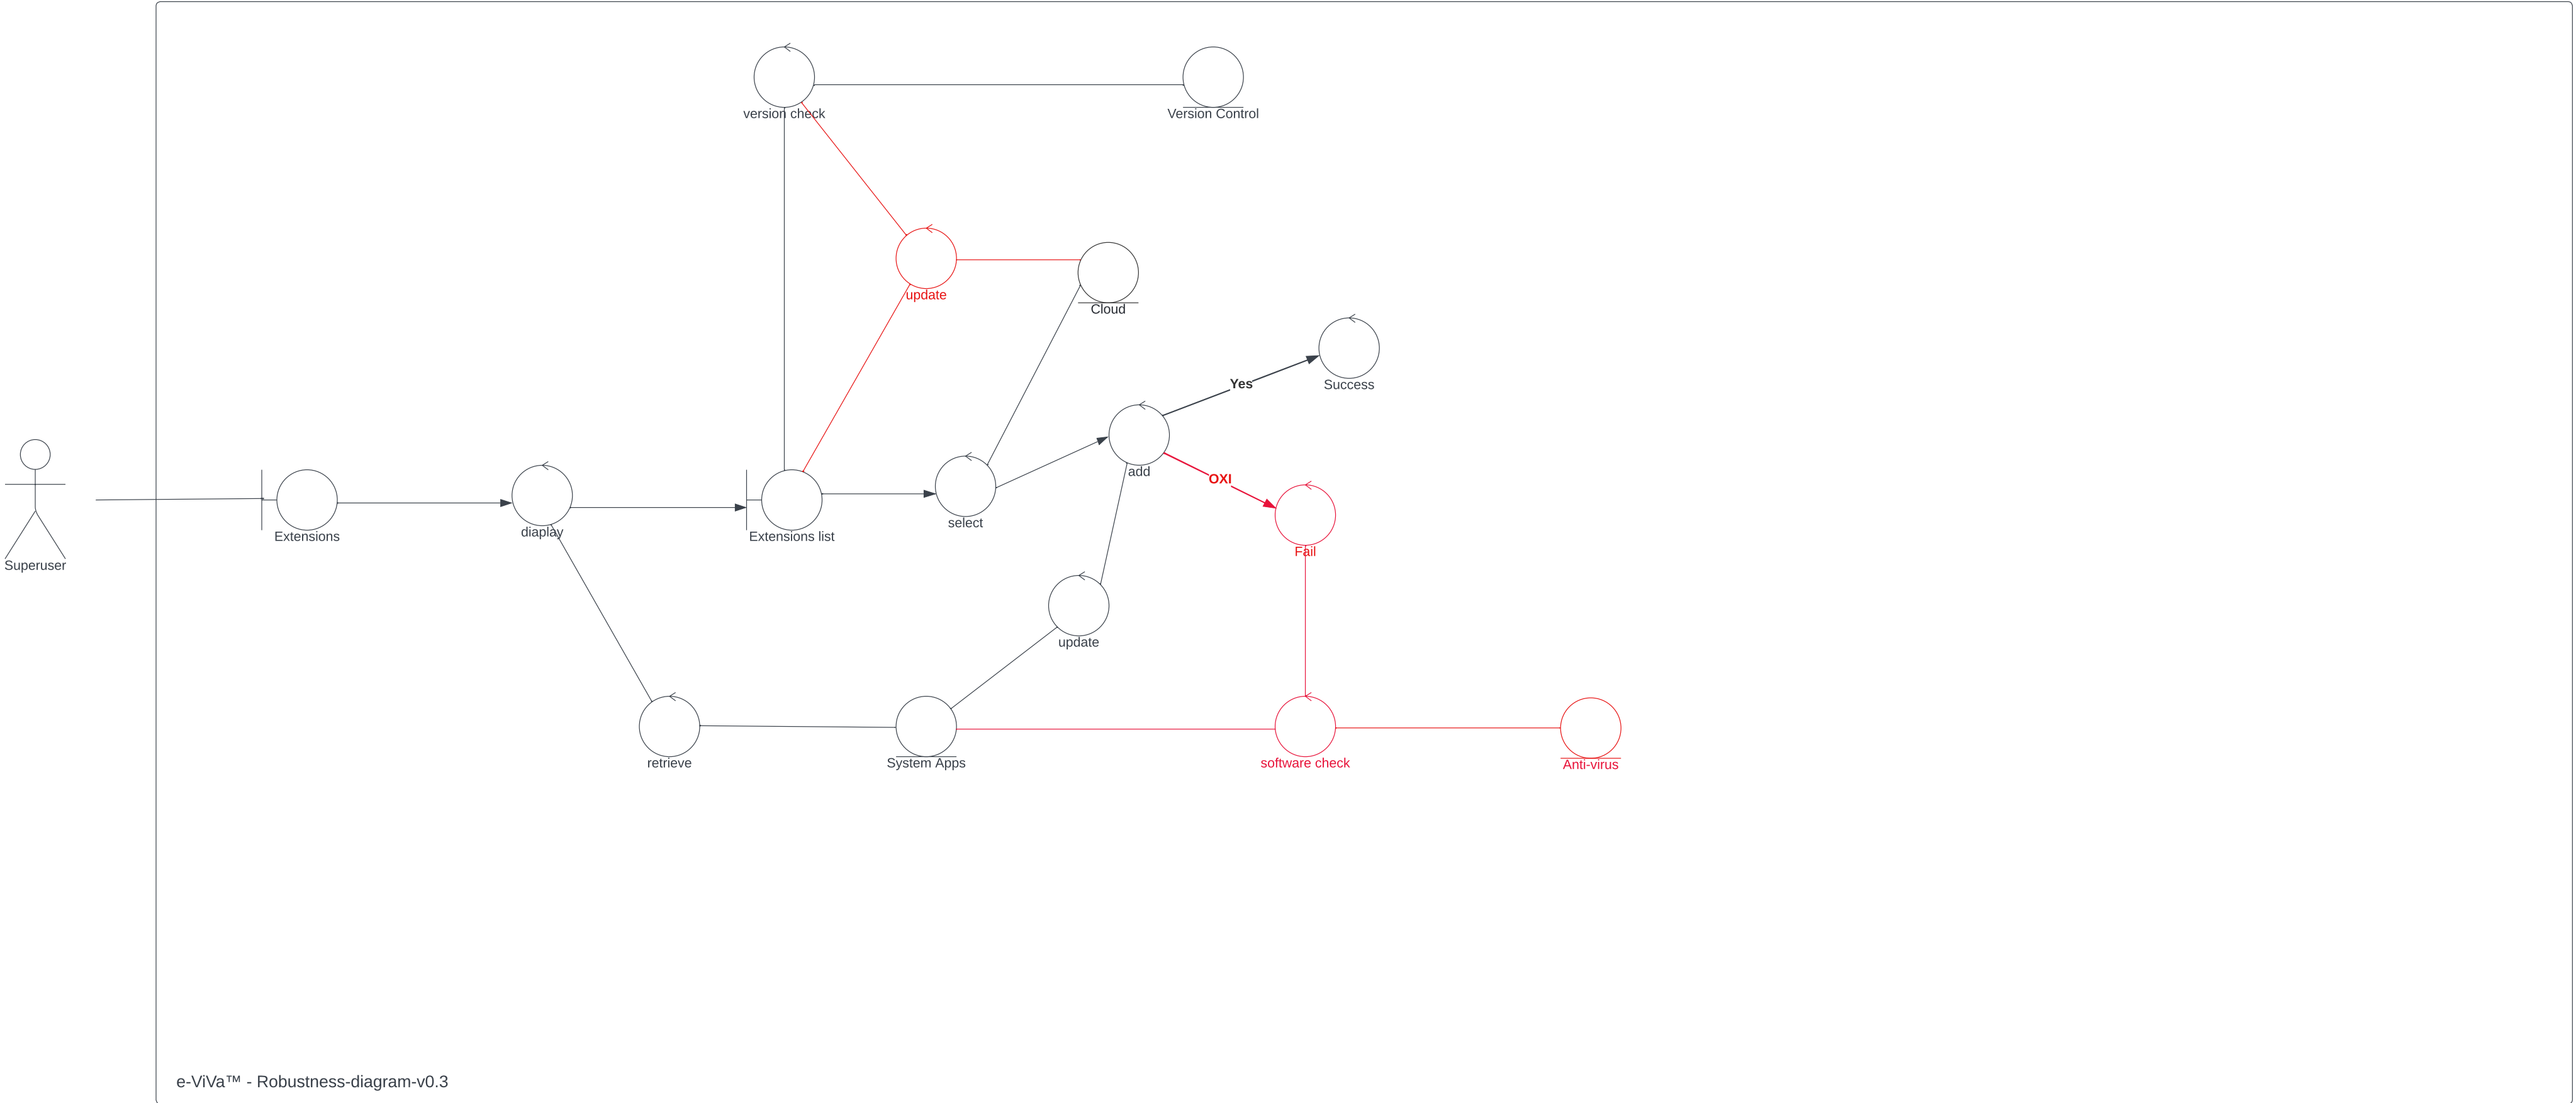 version check
Version Control
update
Cloud
Yes
Success
add
OXI
select
Extensions
diaplay
Extensions list
Fail
Superuser
update
retrieve
System Apps
software check
Anti-virus
e-ViVa™ - Robustness-diagram-v0.3